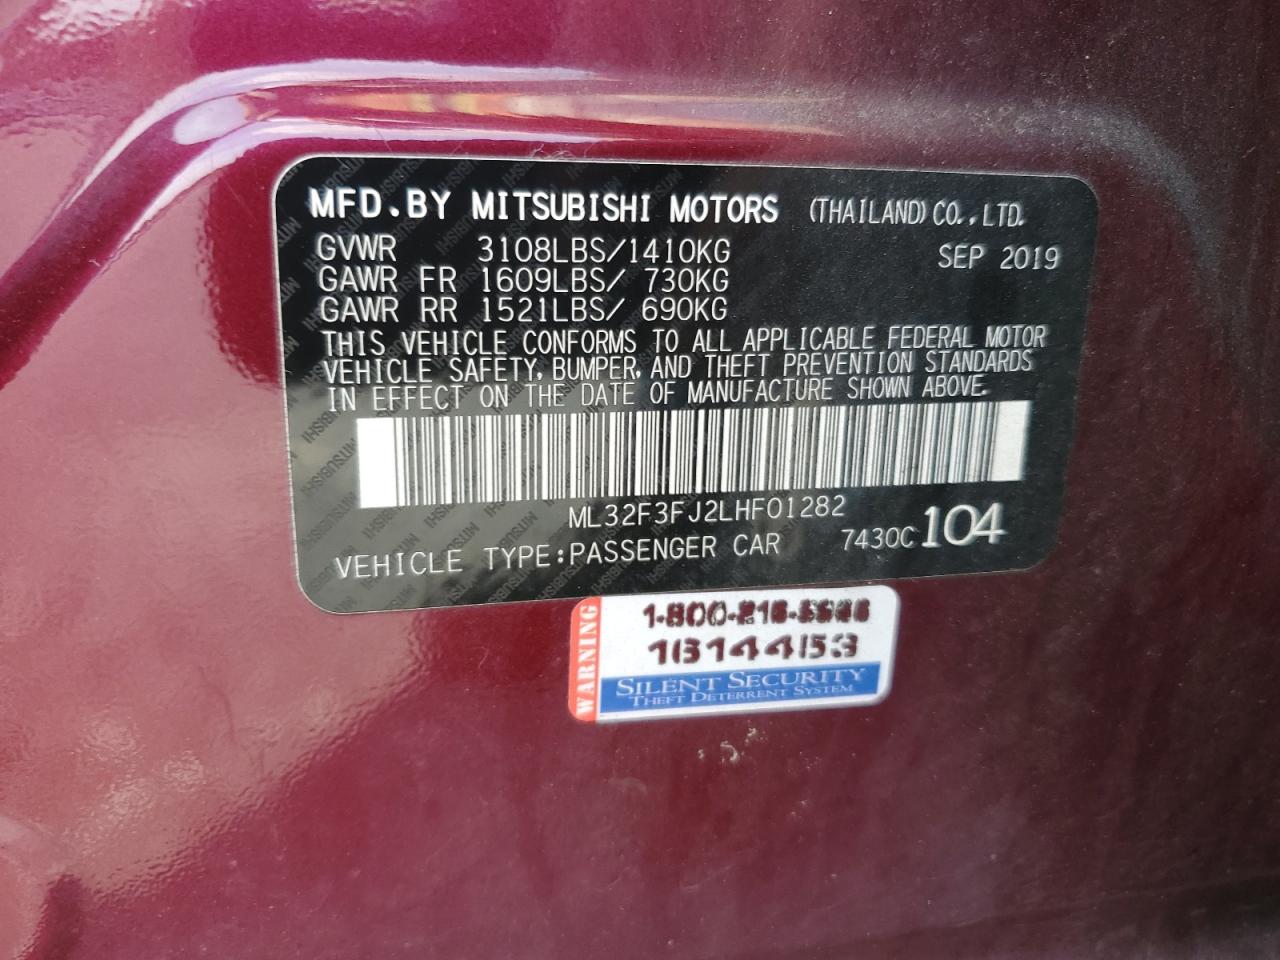 MFD.BY MITSUBISHI MOTORS (THAILAND) CO.,LTD.
GVWR 3108LBS/1410KG SEP 2019
GAWR FR 1609LBS/ 730KG
GAWR RR 1521LBS/ 690KG
THIS VEHICLE CONFORMS TO ALL APPLICABLE FEDERAL MOTOR
VEHICLE SAFETY, BUMPER, AND THEFT PREVENTION STANDARDS
IN EFFECT ON THE DATE OF MANUFACTURE SHOWN ABOVE.
ML32F3FJ2LHF01282
7430C 104
VEHICLE TYPE:PASSENGER CAR
WARNING
SILENT SECURITY
THEFT DETERRENT SYSTEM